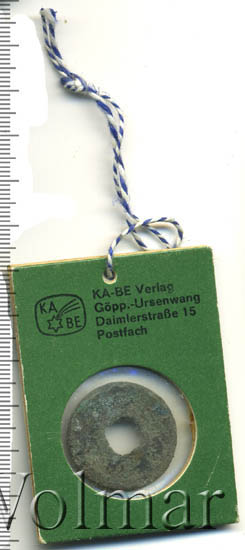 KA
BE
KA-BE Verlag
Göpp.-Ursenwang
Daimlerstraße 15
Postfach
Volmar